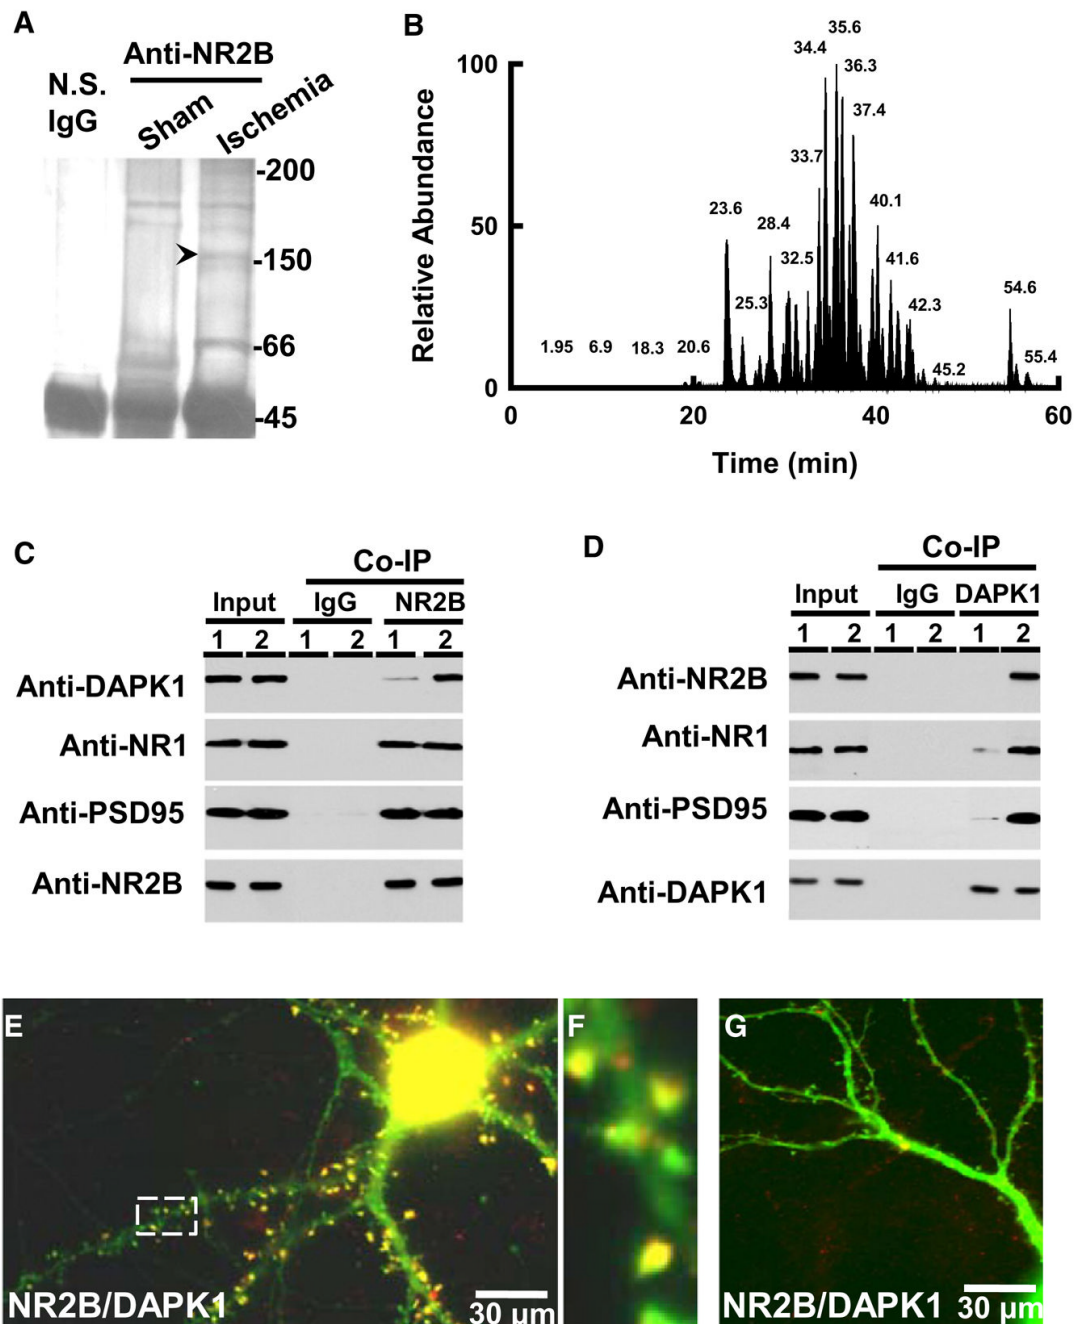 A
Anti-NR2B
N.S.
IgG
Sham
Ischemia
-200
-150
-66
-45
B
Relative Abundance
100
50
0
35.6
34.4
36.3
37.4
33.7
40.1
23.6
28.4
32.5
41.6
25.3
42.3
54.6
1.95 6.9 18.3 20.6
45.2
55.4
0 20 40 60
Time (min)
C
Co-IP
Input IgG NR2B
1 2 1 2 1 2
Anti-DAPK1
Anti-NR1
Anti-PSD95
Anti-NR2B
D
Co-IP
Input IgG DAPK1
1 2 1 2 1 2
Anti-NR2B
Anti-NR1
Anti-PSD95
Anti-DAPK1
E
NR2B/DAPK1
30 µm
F
G
NR2B/DAPK1
30 µm